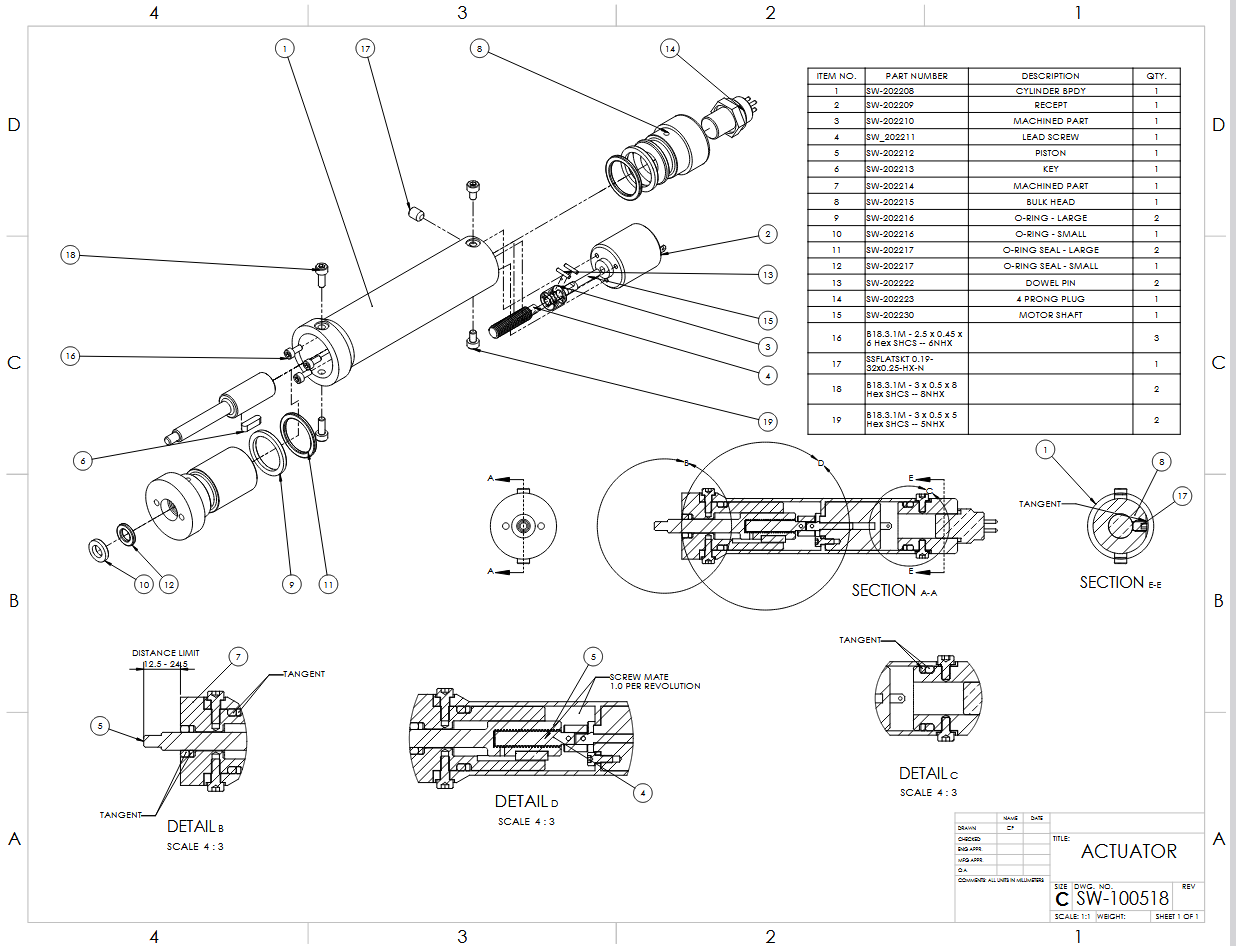 4 3 2 1
D D
C C
B B
A A
1 17 8 14
18 2 13 15 3 4 19
16 6 10 12 9 11
ITEM NO. PART NUMBER DESCRIPTION QTY.
1 SW-202208 CYLINDER BPDY 1
2 SW-202209 RECEPT 1
3 SW-202210 MACHINED PART 1
4 SW_202211 LEAD SCREW 1
5 SW-202212 PISTON 1
6 SW-202213 KEY 1
7 SW-202214 MACHINED PART 1
8 SW-202215 BULK HEAD 1
9 SW-202216 O-RING - LARGE 2
10 SW-202216 O-RING - SMALL 1
11 SW-202217 O-RING SEAL - LARGE 2
12 SW-202217 O-RING SEAL - SMALL 1
13 SW-202222 DOWEL PIN 2
14 SW-202223 4 PRONG PLUG 1
15 SW-202230 MOTOR SHAFT 1
16 B18.3.1M - 2.5 x 0.45 x
6 Hex SHCS -- 6NHX 3
17 SSFLATSKT 0.19-
32x0.25-HX-N 1
18 B18.3.1M - 3 x 0.5 x 8
Hex SHCS -- 8NHX 2
19 B18.3.1M - 3 x 0.5 x 5
Hex SHCS -- 5NHX 2
A
A
B D E C
E
SECTION A-A
1 8 17
TANGENT
SECTION E-E
DISTANCE LIMIT
12.5 - 24.5
7
TANGENT
5
TANGENT
DETAIL B
SCALE 4 : 3
5
SCREW MATE
1.0 PER REVOLUTION
4
DETAIL D
SCALE 4 : 3
TANGENT
DETAIL C
SCALE 4 : 3
NAME DATE
DRAWN CP
CHECKED
ENG APPR.
MFG APPR.
Q.A.
COMMENTS: ALL UNITS IN MILLIMETERS
TITLE:
ACTUATOR
SIZE DWG. NO. REV
C SW-100518
SCALE: 1:1 WEIGHT: SHEET 1 OF 1
4 3 2 1